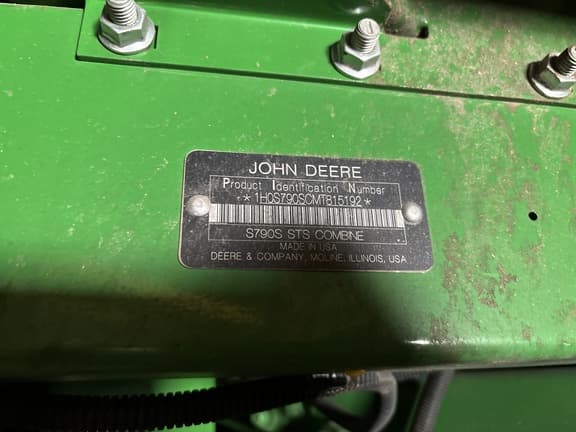 JOHN DEERE
Product Identification Number
*1H0S790SCMT815192*
S790S STS COMBINE
MADE IN USA
DEERE & COMPANY, MOLINE, ILLINOIS, USA